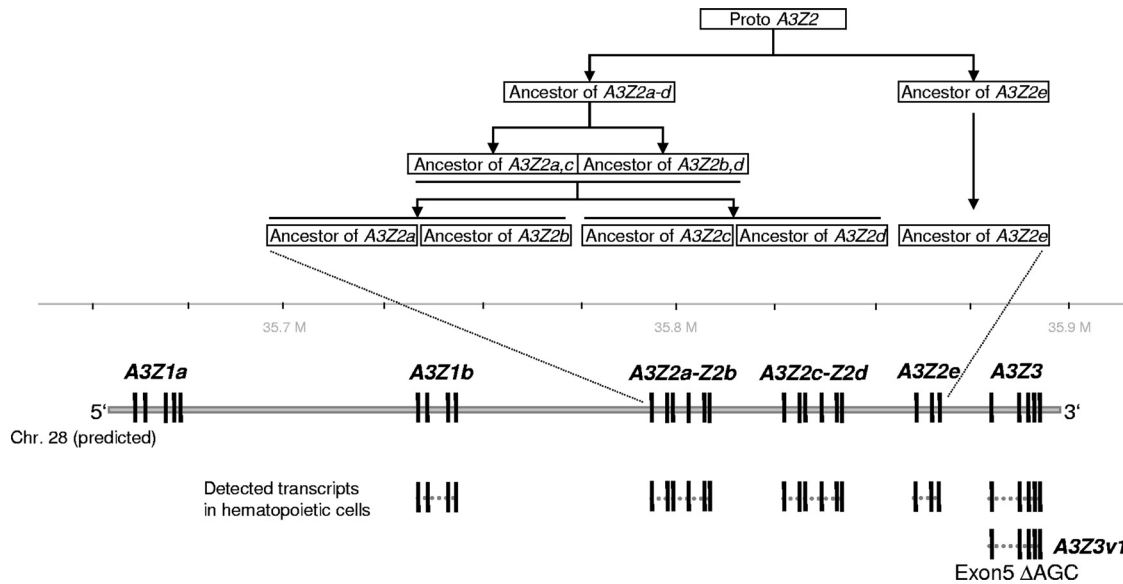 Proto A3Z2
Ancestor of A3Z2a-d
Ancestor of A3Z2e
Ancestor of A3Z2a,c
Ancestor of A3Z2b,d
Ancestor of A3Z2a
Ancestor of A3Z2b
Ancestor of A3Z2c
Ancestor of A3Z2d
Ancestor of A3Z2e
35.7 M
35.8 M
35.9 M
A3Z1a
A3Z1b
A3Z2a-Z2b
A3Z2c-Z2d
A3Z2e
A3Z3
5‘
3‘
Chr. 28 (predicted)
Detected transcripts
in hematopoietic cells
A3Z3v1
Exon5 ΔAGC